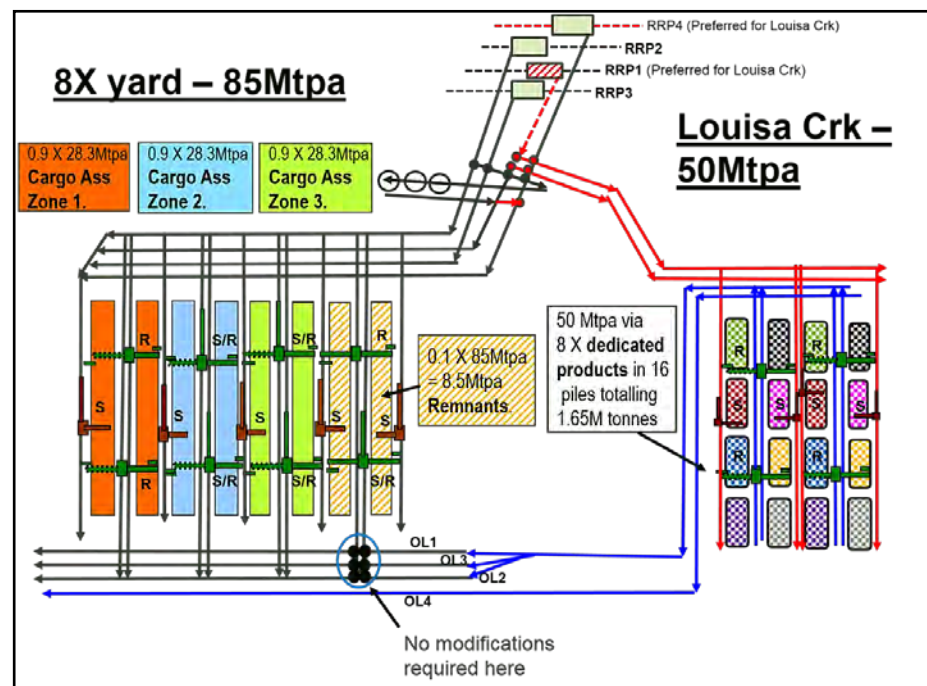 RRP4 (Preferred for Louisa Crk)
RRP2
RRP1 (Preferred for Louisa Crk)
RRP3
8X yard – 85Mtpa
Louisa Crk –
50Mtpa
0.9 X 28.3Mtpa
Cargo Ass
Zone 1.
0.9 X 28.3Mtpa
Cargo Ass
Zone 2.
0.9 X 28.3Mtpa
Cargo Ass
Zone 3.
R
S/R
S/R
R
S
S
S
S
S
R
S/R
S/R
S/R
0.1 X 85Mtpa
= 8.5Mtpa
Remnants.
50 Mtpa via
8 X dedicated
products in 16
piles totalling
1.65M tonnes
R
R
S
S
S
S
R
R
OL1
OL3
OL2
OL4
No modifications
required here